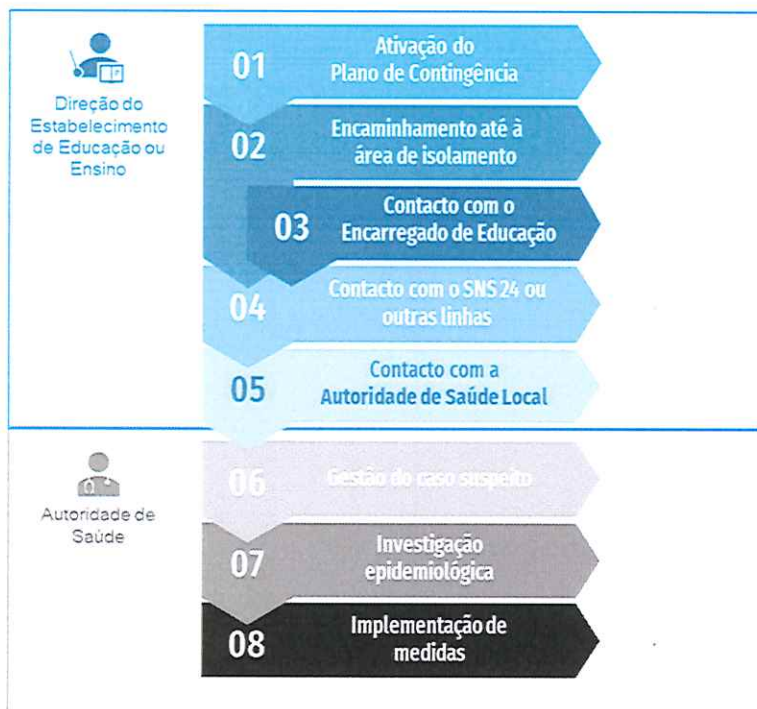 Direção do
Estabelecimento
de Educação ou
Ensino
01
Ativação do
Plano de Contingência
02
Encaminhamento até à
área de isolamento
03
Contacto com o
Encarregado de Educação
04
Contacto com o SNS 24 ou
outras linhas
05
Contacto com a
Autoridade de Saúde Local
Autoridade de
Saúde
06
Gestão do caso suspeito
07
Investigação
epidemiológica
08
Implementação de
medidas